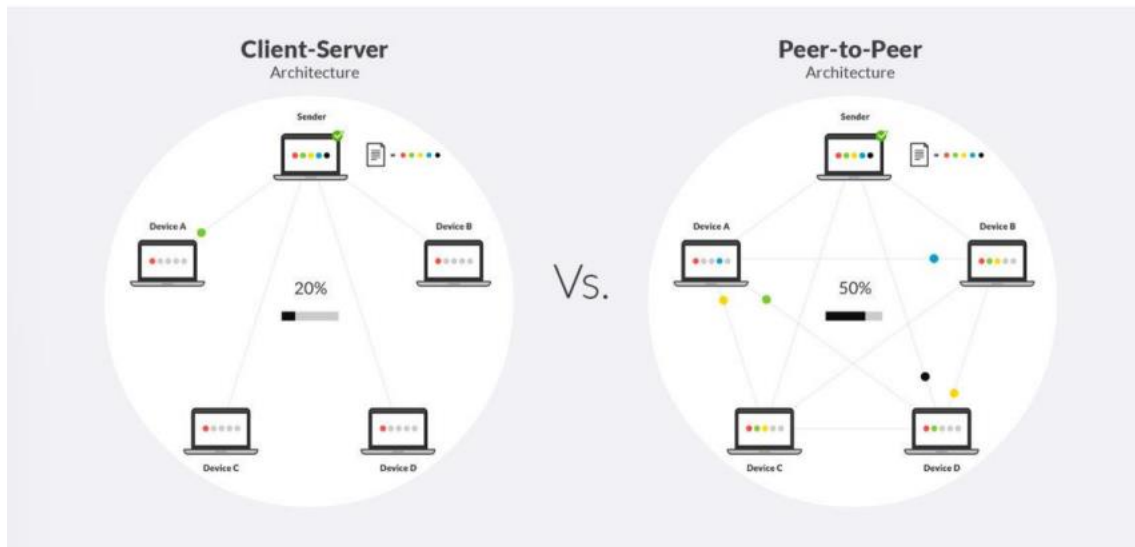 Client-Server
Architecture
Sender
Device A
Device B
20%
Device C
Device D
Vs.
Peer-to-Peer
Architecture
Sender
Device A
Device B
50%
Device C
Device D